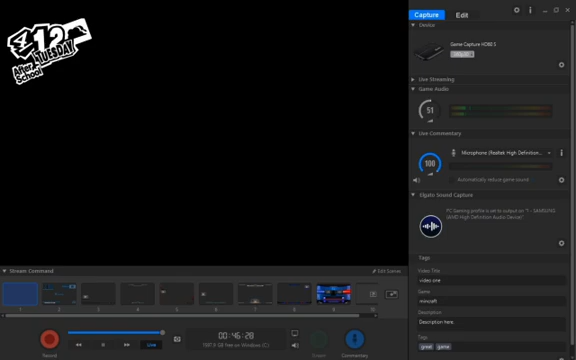 12
TUESDAY
After
School
Capture
Edit
Device
Game Capture HD60 S
Live Streaming
Game Audio
51
Live Commentary
100
Microphone (Realtek High Definition...
Automatically reduce game sound
Elgato Sound Capture
PC Gaming profile is set to output on "1 - SAMSUNG
(AMD High Definition Audio Device)"
Tags
Video Title
video one
Game
mincraft
Description
Description here
Tags
great game
Stream Command
Edit Scenes
1 2 3 4 5 6 7 8 9 10
Record
Live
00:46:28
GB free on Windows (C:)
Stream
Commentary